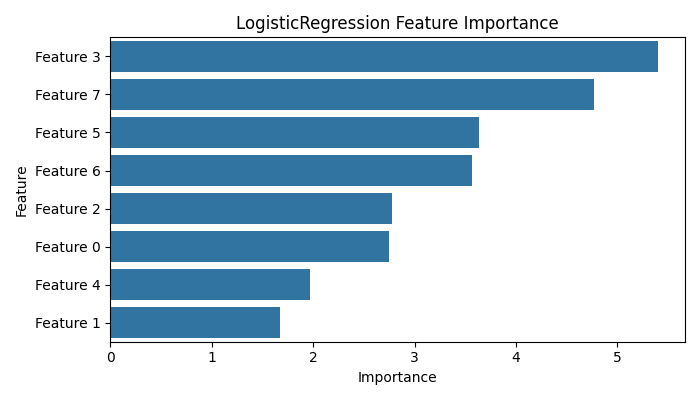 LogisticRegression Feature Importance
Feature 3
Feature 7
Feature 5
Feature 6
Feature 2
Feature 0
Feature 4
Feature 1
Feature
0 1 2 3 4 5
Importance